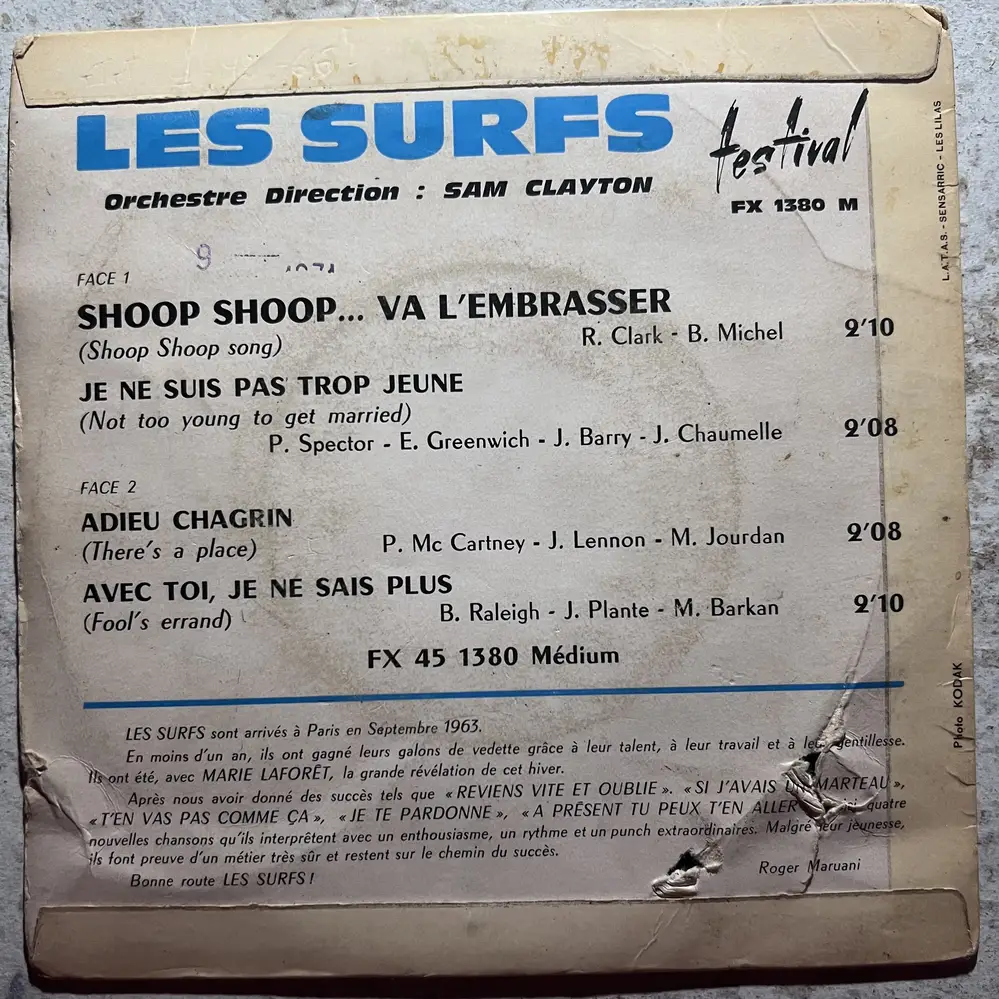 LES SURFS
festival
Orchestre Direction : SAM CLAYTON
FX 1380 M
9
FACE 1
SHOOP SHOOP... VA L'EMBRASSER
(Shoop Shoop song)
R. Clark - B. Michel 2'10
JE NE SUIS PAS TROP JEUNE
(Not too young to get married)
P. Spector - E. Greenwich - J. Barry - J. Chaumelle 2'08
FACE 2
ADIEU CHAGRIN
(There's a place)
P. Mc Cartney - J. Lennon - M. Jourdan 2'08
AVEC TOI, JE NE SAIS PLUS
(Fool's errand)
B. Raleigh - J. Plante - M. Barkan 2'10
FX 45 1380 Médium
LES SURFS sont arrivés à Paris en Septembre 1963.
En moins d'un an, ils ont gagné leurs galons de vedette grâce à leur talent, à leur travail et à gentillesse.
Ils ont été, avec MARIE LAFORÊT, la grande révélation de cet hiver.
Après nous avoir donné des succès tels que « REVIENS VITE ET OUBLIE ». « SI J'AVAIS UN MARTEAU »,
« T'EN VAS PAS COMME ÇA », « JE TE PARDONNE », « A PRÉSENT TU PEUX T'EN ALLER quatre
nouvelles chansons qu'ils interprêtent avec un enthousiasme, un rythme et un punch extraordinaires. Malgré leur jeunesse,
ils font preuve d'un métier très sûr et restent sur le chemin du succès.
Bonne route LES SURFS !
Roger Maruani
L.A.T.A.S. - SENSARRIC - LES LILAS
Photo KODAK